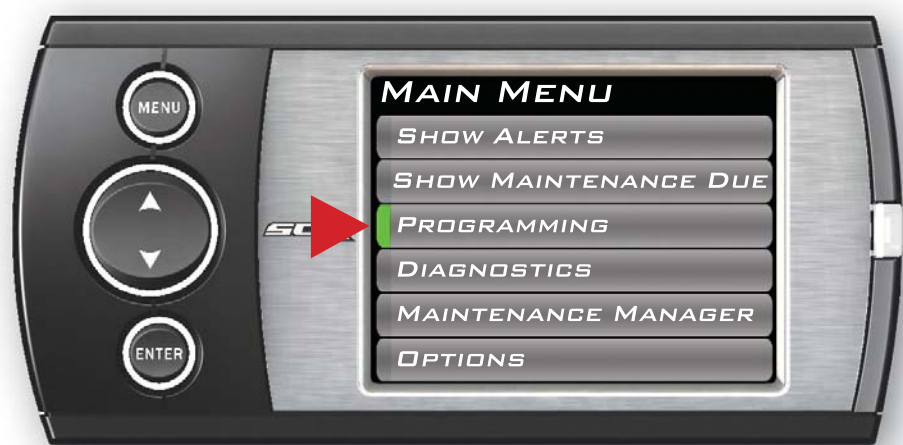 MENU
ENTER
MAIN MENU
SHOW ALERTS
SHOW MAINTENANCE DUE
PROGRAMMING
DIAGNOSTICS
MAINTENANCE MANAGER
OPTIONS